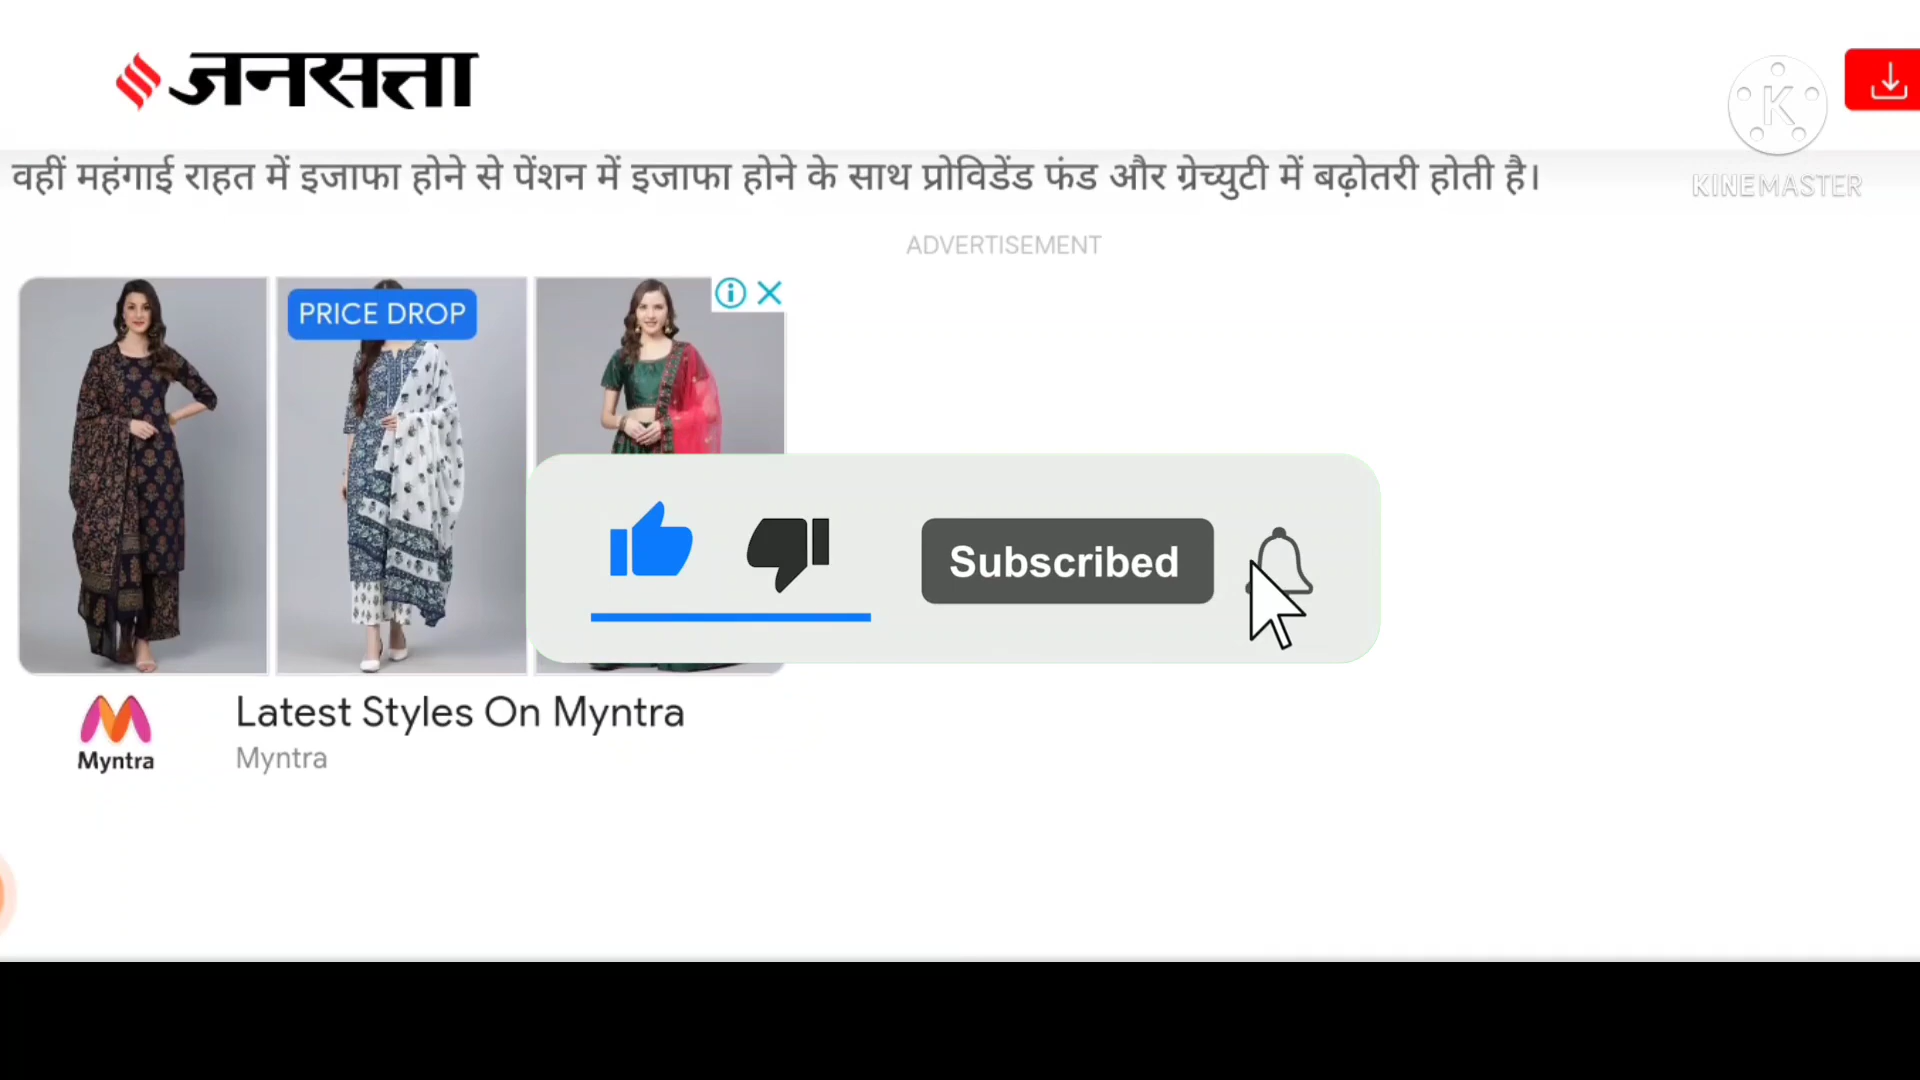 जनसत्ता
KINEMASTER
वहीं महंगाई राहत में इजाफा होने से पेंशन में इजाफा होने के साथ प्रोविडेंड फंड और ग्रेच्युटी में बढ़ोतरी होती है।
ADVERTISEMENT
PRICE DROP
Subscribed
Latest Styles On Myntra
Myntra
Myntra